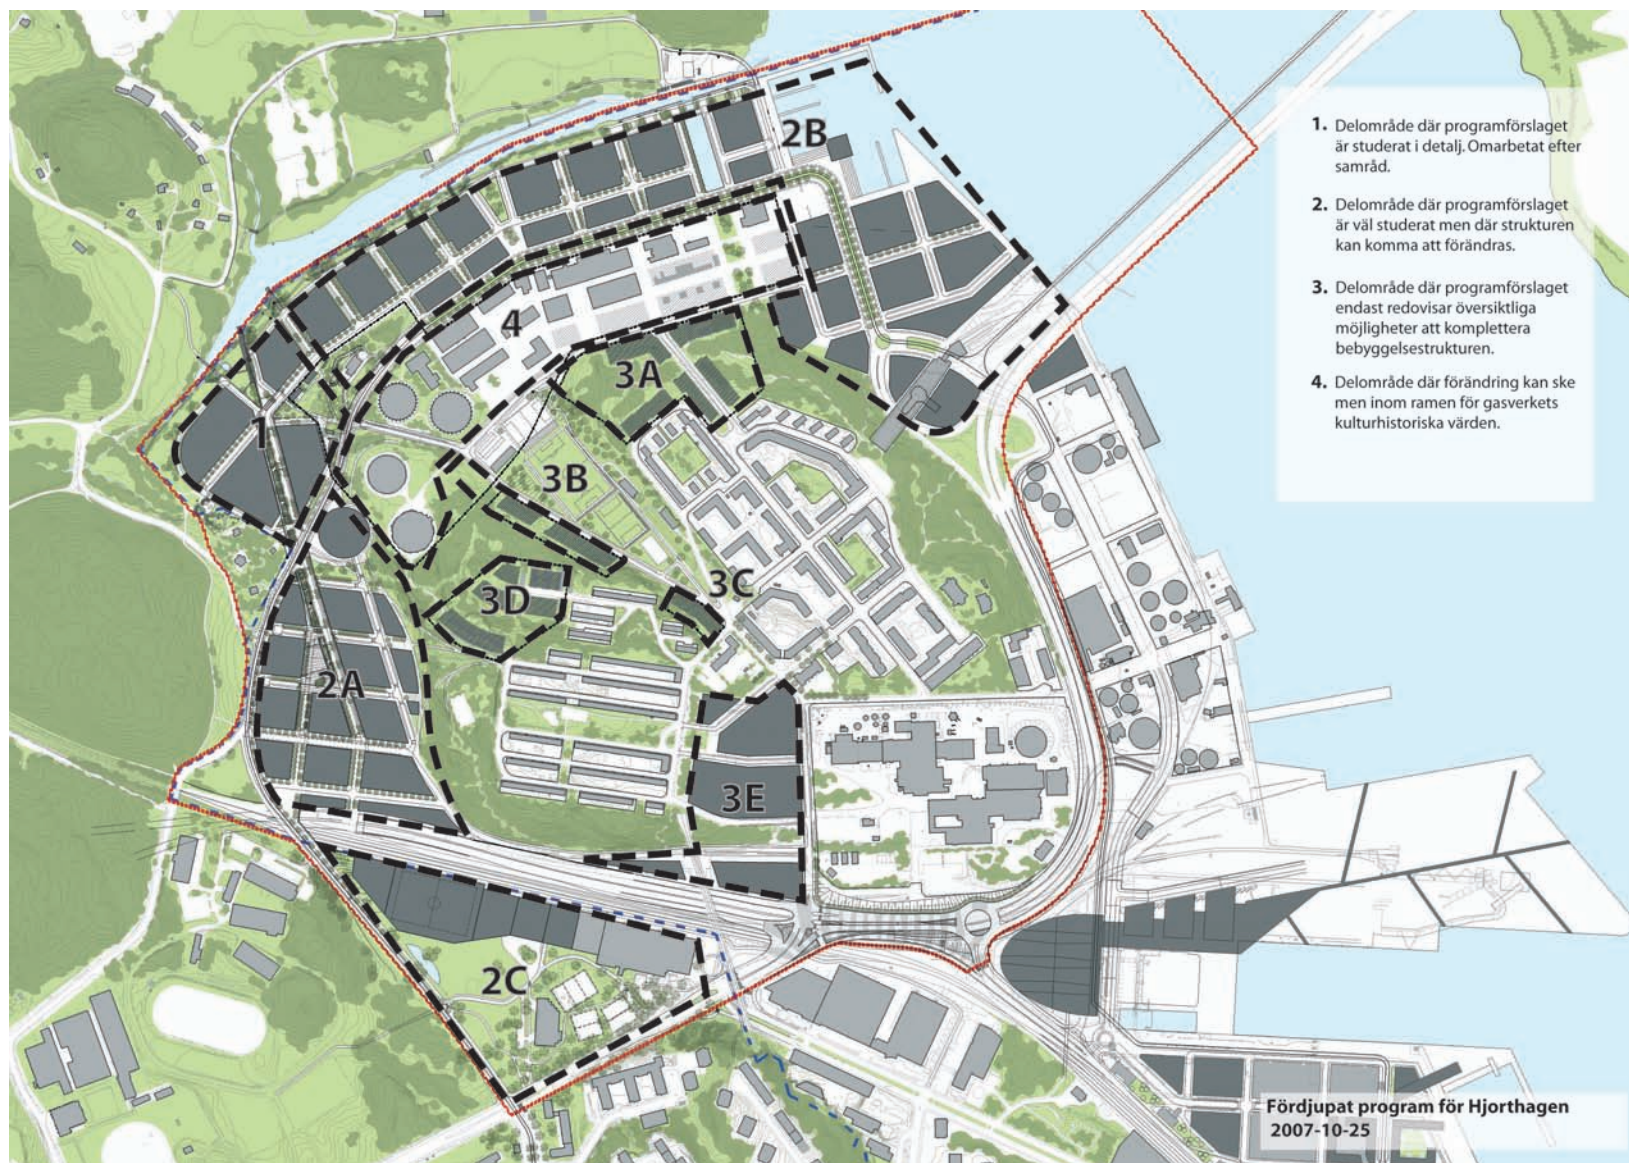 2B
1. Delområde där programförslaget
är studerat i detalj. Omarbetat efter
samråd.
2. Delområde där programförslaget
är väl studerat men där strukturen
kan komma att förändras.
3. Delområde där programförslaget
endast redovisar översiktliga
möjligheter att komplettera
bebyggelsestrukturen.
4. Delområde där förändring kan ske
men inom ramen för gasverkets
kulturhistoriska värden.
4
3A
1
3B
3C
3D
2A
3E
2C
Fördjupat program för Hjorthagen
2007-10-25